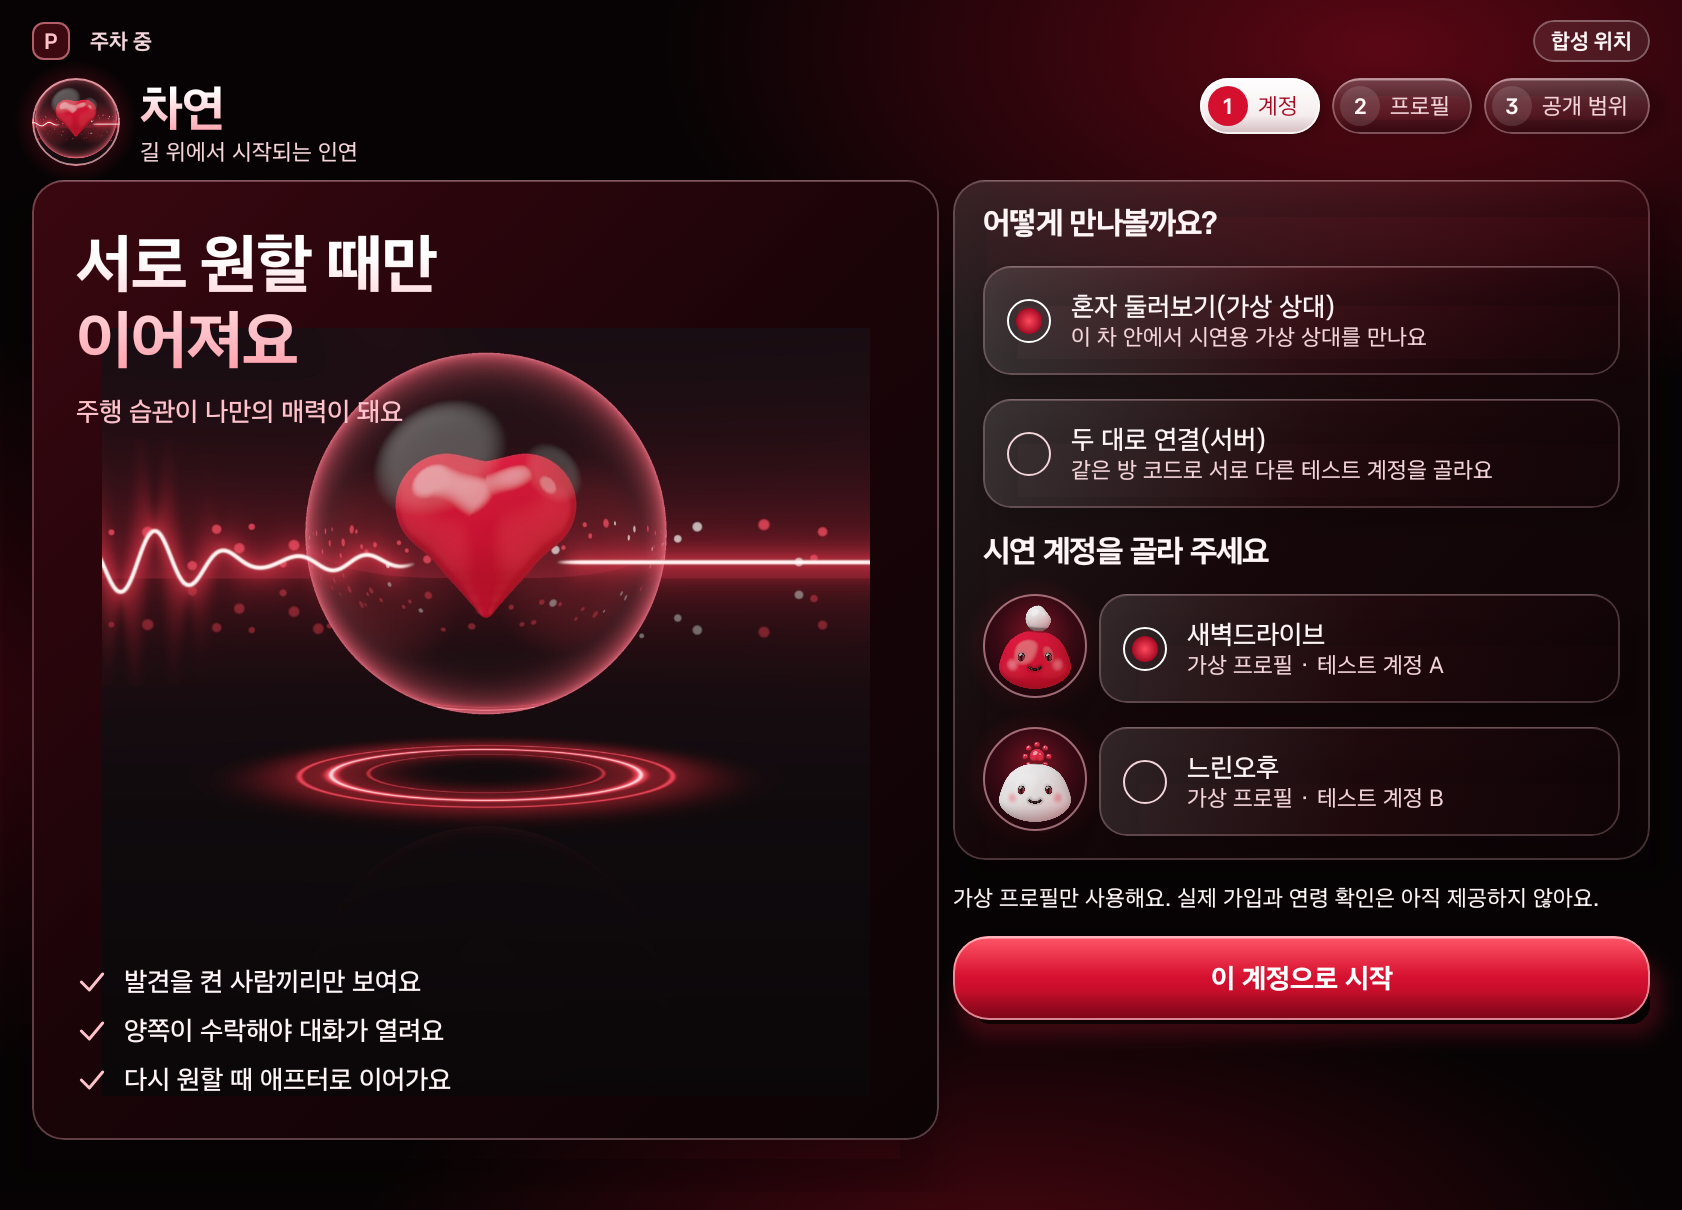 P 주차 중
합성 위치
차연
길 위에서 시작되는 인연
1 계정
2 프로필
3 공개 범위
서로 원할 때만
이어져요
주행 습관이 나만의 매력이 돼요
발견을 켠 사람끼리만 보여요
양쪽이 수락해야 대화가 열려요
다시 원할 때 애프터로 이어가요
어떻게 만나볼까요?
혼자 둘러보기(가상 상대)
이 차 안에서 시연용 가상 상대를 만나요
두 대로 연결(서버)
같은 방 코드로 서로 다른 테스트 계정을 골라요
시연 계정을 골라 주세요
새벽드라이브
가상 프로필 · 테스트 계정 A
느린오후
가상 프로필 · 테스트 계정 B
가상 프로필만 사용해요. 실제 가입과 연령 확인은 아직 제공하지 않아요.
이 계정으로 시작